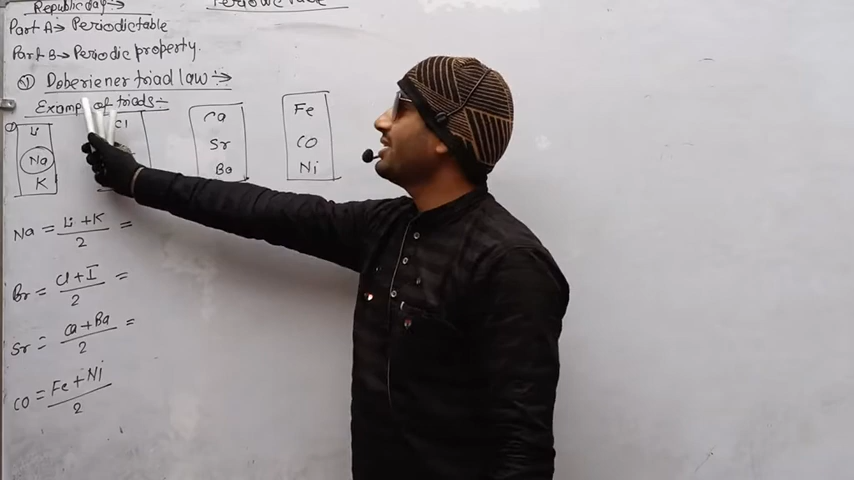 Republic day →
Periodic Table
Part A → Periodictable
Part B → Periodic property.
Doberiener triad law :→
Example of triads :-
① Li
Na
K
Cl
Ca
Sr
Ba
Fe
CO
Ni
Na = Li + K / 2 =
Br = Cl + I / 2 =
Sr = Ca + Ba / 2 =
CO = Fe + Ni / 2